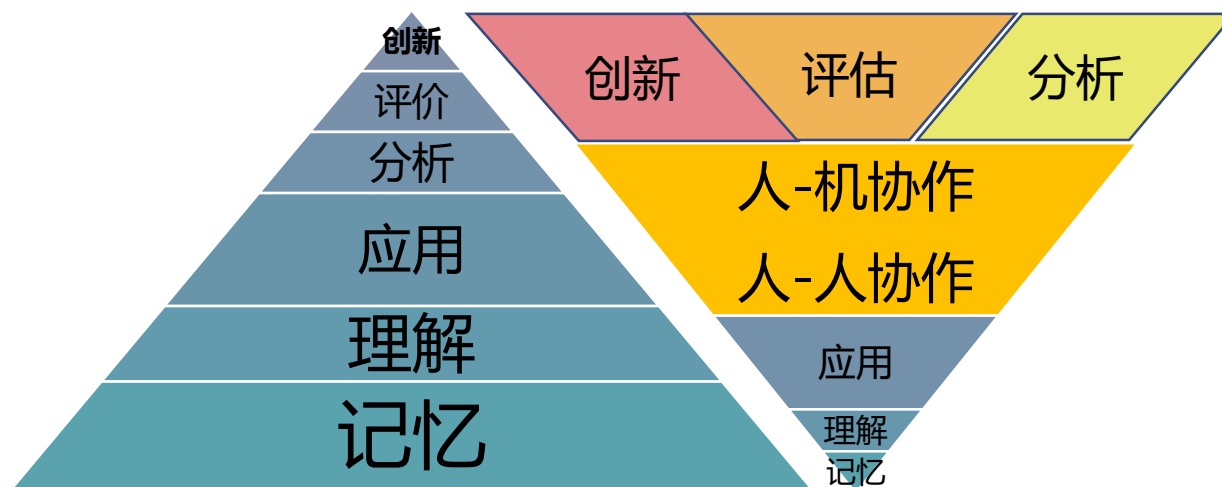 创新
评价
分析
应用
理解
记忆
创新
评估
分析
人-机协作
人-人协作
应用
理解
记忆